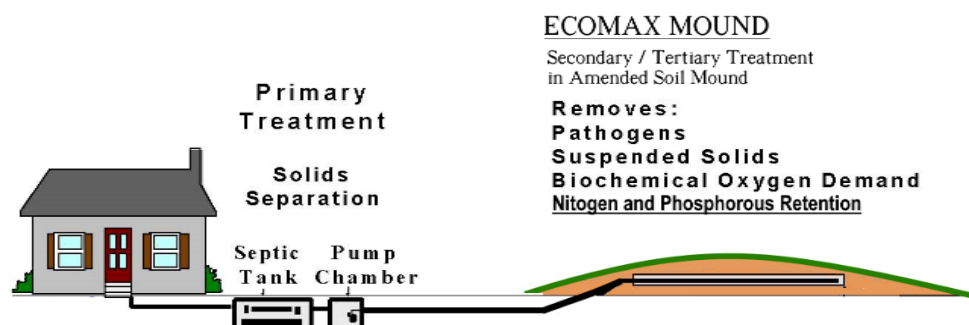 ECOMAX MOUND
Secondary / Tertiary Treatment
in Amended Soil Mound
Primary
Treatment
Removes:
Pathogens
Suspended Solids
Biochemical Oxygen Demand
Nitogen and Phosphorous Retention
Solids
Separation
Septic
Tank
Pump
Chamber